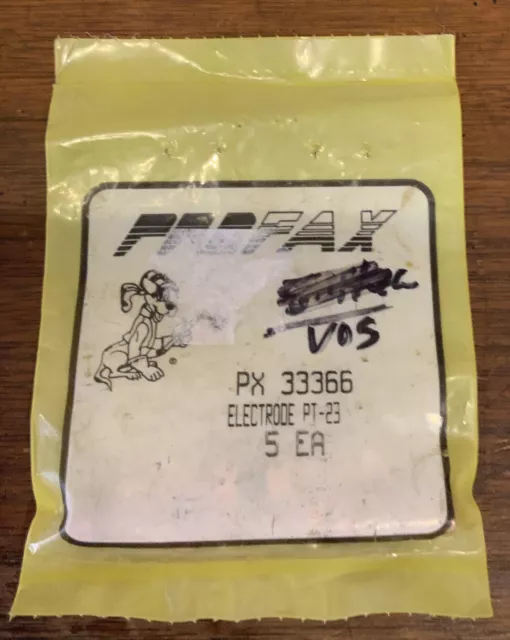 PROFAX
VOS
®
PX 33366
ELECTRODE PT-23
5 EA